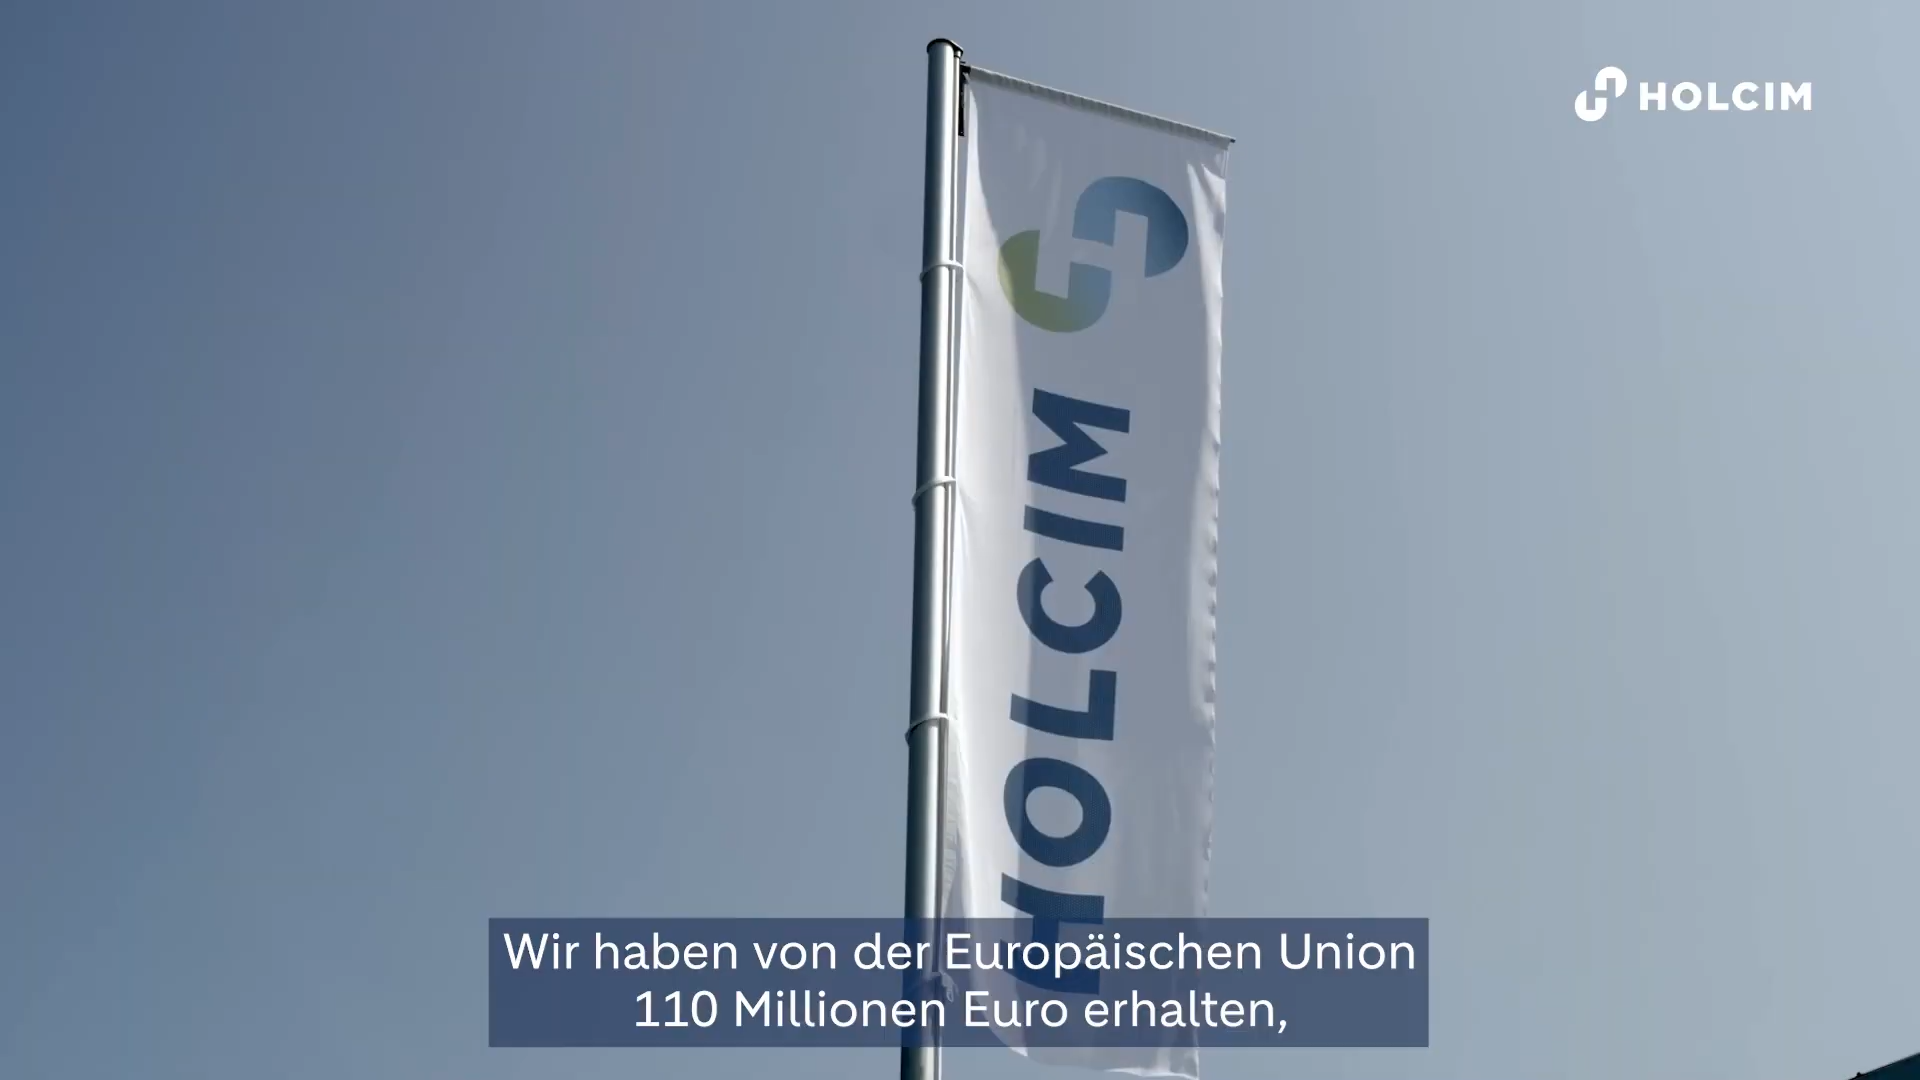 HOLCIM
HOLCIM
Wir haben von der Europäischen Union
110 Millionen Euro erhalten,